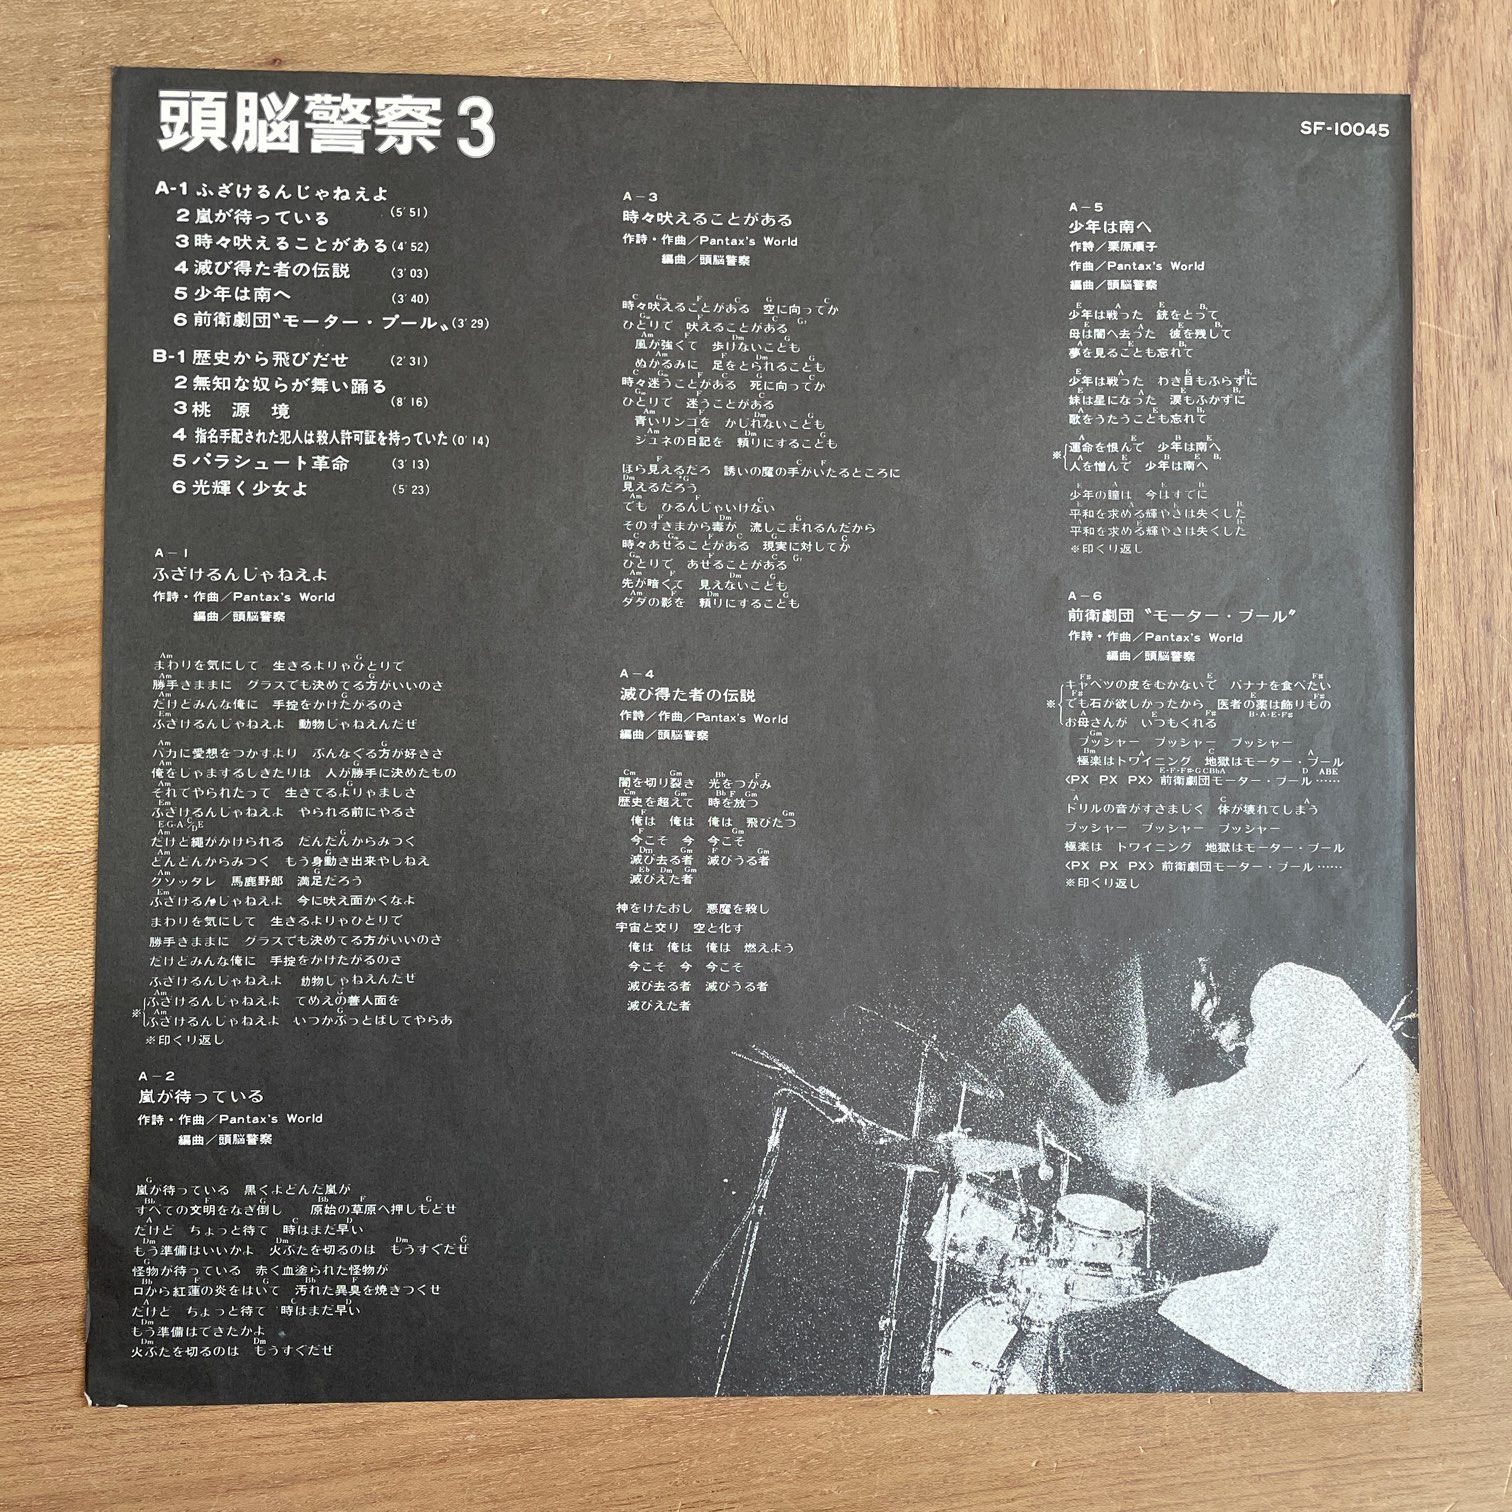 頭脳警察3
SF-10045
A-1 ふざけるんじゃねぇよ
2 嵐が待っている (5'51)
3 時々吠えることがある (4'52)
4 滅び得た者の伝説 (3'03)
5 少年は南へ (3'40)
6 前衛劇団〝モーター・プール〟(3'29)
B-1 歴史から飛びだせ (2'31)
2 無知な奴らが舞い踊る
3 桃源境 (8'16)
4 指名手配された犯人は殺人許可証を持っていた (0'14)
5 パラシュート革命 (3'13)
6 光輝く少女よ (5'23)
A－1
ふざけるんじゃねえよ
作詩・作曲／Pantax's World
編曲／頭脳警察
まわりを気にして 生きるよりゃひとりで
勝手きままに グラスでも決めてる方がいいのさ
だけどみんな俺に 手掟をかけたがるのさ
ふざけるんじゃねえよ 動物じゃねえんだぜ
バカに愛想をつかすより ぶんなぐる方が好きさ
俺をじゃまするしきたりは 人が勝手に決めたもの
それでやられたって 生きてるよりゃましさ
ふざけるんじゃねえよ やられる前にやるさ
だけど縄がかけられる だんだんからみつく
どんどんからみつく もう身動き出来やしねえ
クソッタレ 馬鹿野郎 満足だろう
ふざけるんじゃねえよ 今に吠え面かくなよ
まわりを気にして 生きるよりゃひとりで
勝手きままに グラスでも決めてる方がいいのさ
だけどみんな俺に 手掟をかけたがるのさ
ふざけるんじゃねえよ 動物じゃねえんだぜ
※ふざけるんじゃねえよ てめえの善人面を
ふざけるんじゃねえよ いつかぶっとばしてやらあ
※印くり返し
A－2
嵐が待っている
作詩・作曲／Pantax's World
編曲／頭脳警察
嵐が待っている 黒くよどんだ嵐が
すべての文明をなぎ倒し 原始の草原へ押しもどせ
だけど ちょっと待て 時はまだ早い
もう準備はいいかよ 火ぶたを切るのは もうすぐだぜ
怪物が待っている 赤く血塗られた怪物が
口から紅蓮の炎をはいて 汚れた異臭を焼きつくせ
だけど ちょっと待て 時はまだ早い
もう準備はできたかよ
火ぶたを切るのは もうすぐだぜ
A－3
時々吠えることがある
作詩・作曲／Pantax's World
編曲／頭脳警察
時々吠えることがある 空に向ってか
ひとりで 吠えることがある
風が強くて 歩けないことも
ぬかるみに 足をとられることも
時々迷うことがある 死に向ってか
ひとりで 迷うことがある
青いリンゴを かじれないことも
ジュネの日記を 頼りにすることも
ほら見えるだろ 誘いの魔の手がいたるところに
見えるだろう
でも ひるんじゃいけない
そのすきまから毒が 流しこまれるんだから
時々あせることがある 現実に対してか
ひとりで あせることがある
先が暗くて 見えないことも
ダダの影を 頼りにすることも
A－4
滅び得た者の伝説
作詩／作曲／Pantax's World
編曲／頭脳警察
闇を切り裂き 光をつかみ
歴史を超えて 時を放つ
俺は 俺は 俺は 飛びたつ
今こそ 今 今こそ
滅び去る者 滅びうる者
滅びえた者
神をけたおし 悪魔を殺し
宇宙と交り 空と化す
俺は 俺は 俺は 燃えよう
今こそ 今 今こそ
滅び去る者 滅びうる者
滅びえた者
A－5
少年は南へ
作詩／栗原順子
作曲／Pantax's World
編曲／頭脳警察
少年は戦った 銃をとって
母は闇へ去った 彼を残して
夢を見ることも忘れて
少年は戦った わき目もふらずに
妹は星になった 涙もふかずに
歌をうたうことも忘れて
※運命を恨んで 少年は南へ
人を憎んで 少年は南へ
少年の瞳は 今はすでに
平和を求める輝やきは失くした
平和を求める輝やきは失くした
※印くり返し
A－6
前衛劇団〝モーター・プール〟
作詩・作曲／Pantax's World
編曲／頭脳警察
キャベツの皮をむかないで バナナを食べたい
※でも石が欲しかったから 医者の薬は飾りもの
お母さんが いつもくれる
プッシャー プッシャー プッシャー
極楽はトワイニング 地獄はモーター・プール
〈PX PX PX〉前衛劇団モーター・プール……
ドリルの音がすさまじく 体が壊れてしまう
プッシャー プッシャー プッシャー
極楽は トワイニング 地獄はモーター・プール
〈PX PX PX〉前衛劇団モーター・プール……
※印くり返し